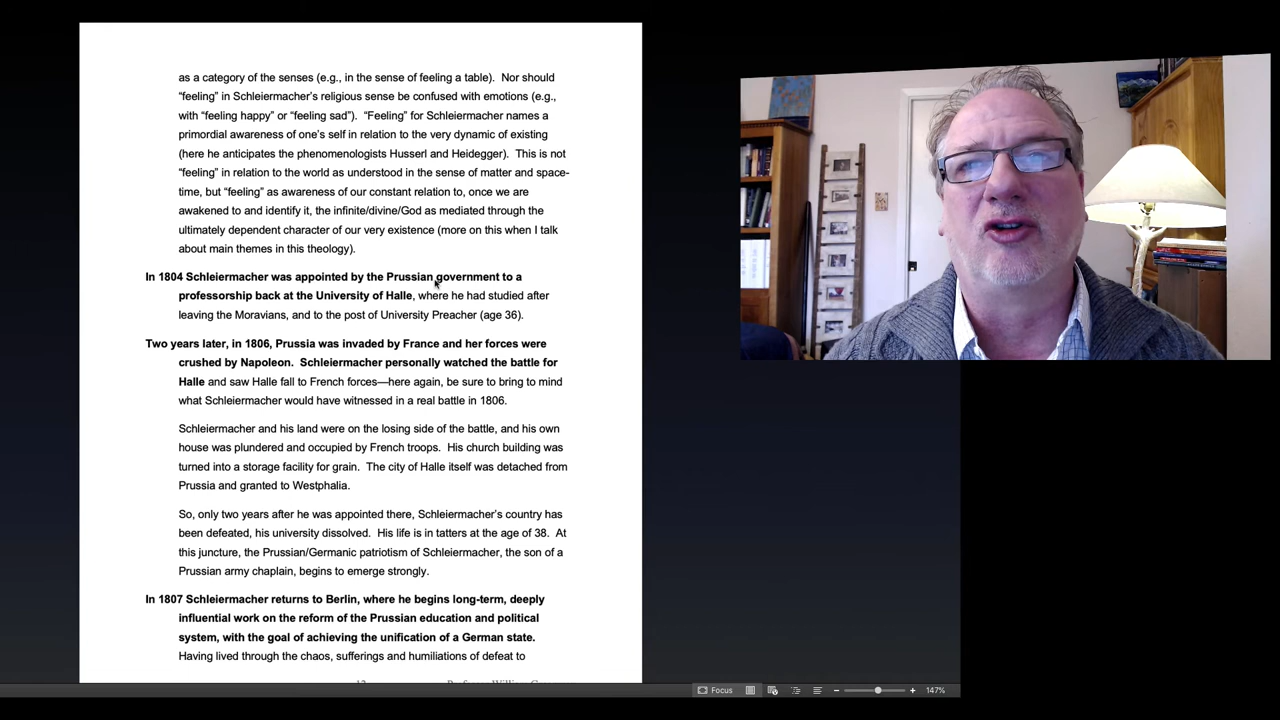 as a category of the senses (e.g., in the sense of feeling a table).  Nor should
“feeling” in Schleiermacher’s religious sense be confused with emotions (e.g.,
with “feeling happy” or “feeling sad”).  “Feeling” for Schleiermacher names a
primordial awareness of one’s self in relation to the very dynamic of existing
(here he anticipates the phenomenologists Husserl and Heidegger).  This is not
“feeling” in relation to the world as understood in the sense of matter and space-
time, but “feeling” as awareness of our constant relation to, once we are
awakened to and identify it, the infinite/divine/God as mediated through the
ultimately dependent character of our very existence (more on this when I talk
about main themes in this theology).
In 1804 Schleiermacher was appointed by the Prussian government to a
professorship back at the University of Halle, where he had studied after
leaving the Moravians, and to the post of University Preacher (age 36).
Two years later, in 1806, Prussia was invaded by France and her forces were
crushed by Napoleon.  Schleiermacher personally watched the battle for
Halle and saw Halle fall to French forces—here again, be sure to bring to mind
what Schleiermacher would have witnessed in a real battle in 1806.
Schleiermacher and his land were on the losing side of the battle, and his own
house was plundered and occupied by French troops.  His church building was
turned into a storage facility for grain.  The city of Halle itself was detached from
Prussia and granted to Westphalia.
So, only two years after he was appointed there, Schleiermacher’s country has
been defeated, his university dissolved.  His life is in tatters at the age of 38.  At
this juncture, the Prussian/Germanic patriotism of Schleiermacher, the son of a
Prussian army chaplain, begins to emerge strongly.
In 1807 Schleiermacher returns to Berlin, where he begins long-term, deeply
influential work on the reform of the Prussian education and political
system, with the goal of achieving the unification of a German state.
Having lived through the chaos, sufferings and humiliations of defeat to
Professor William
Focus
147%